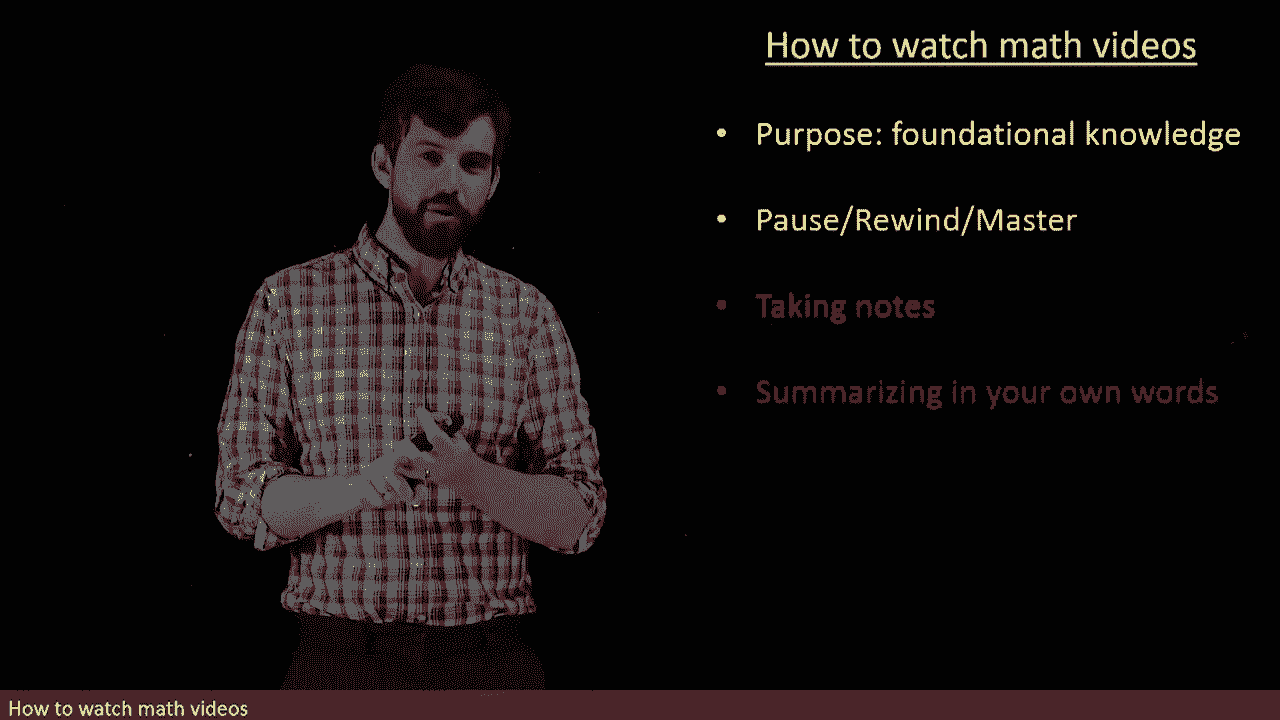 How to watch math videos
• Purpose: foundational knowledge
• Pause/Rewind/Master
• Taking notes
• Summarizing in your own words
How to watch math videos